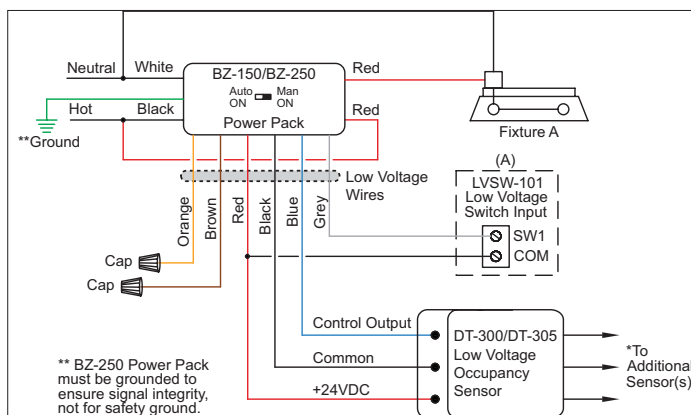 Neutral
White
BZ-150/BZ-250
Red
Auto
ON
Man
ON
Hot
Black
Red
Power Pack
**Ground
Fixture A
Low Voltage
Wires
Orange
Brown
Red
Black
Blue
Grey
(A)
LVSW-101
Low Voltage
Switch Input
SW1
COM
Cap
Cap
Control Output
Common
+24VDC
DT-300/DT-305
Low Voltage
Occupancy
Sensor
*To
Additional
Sensor(s)
** BZ-250 Power Pack
must be grounded to
ensure signal integrity,
not for safety ground.